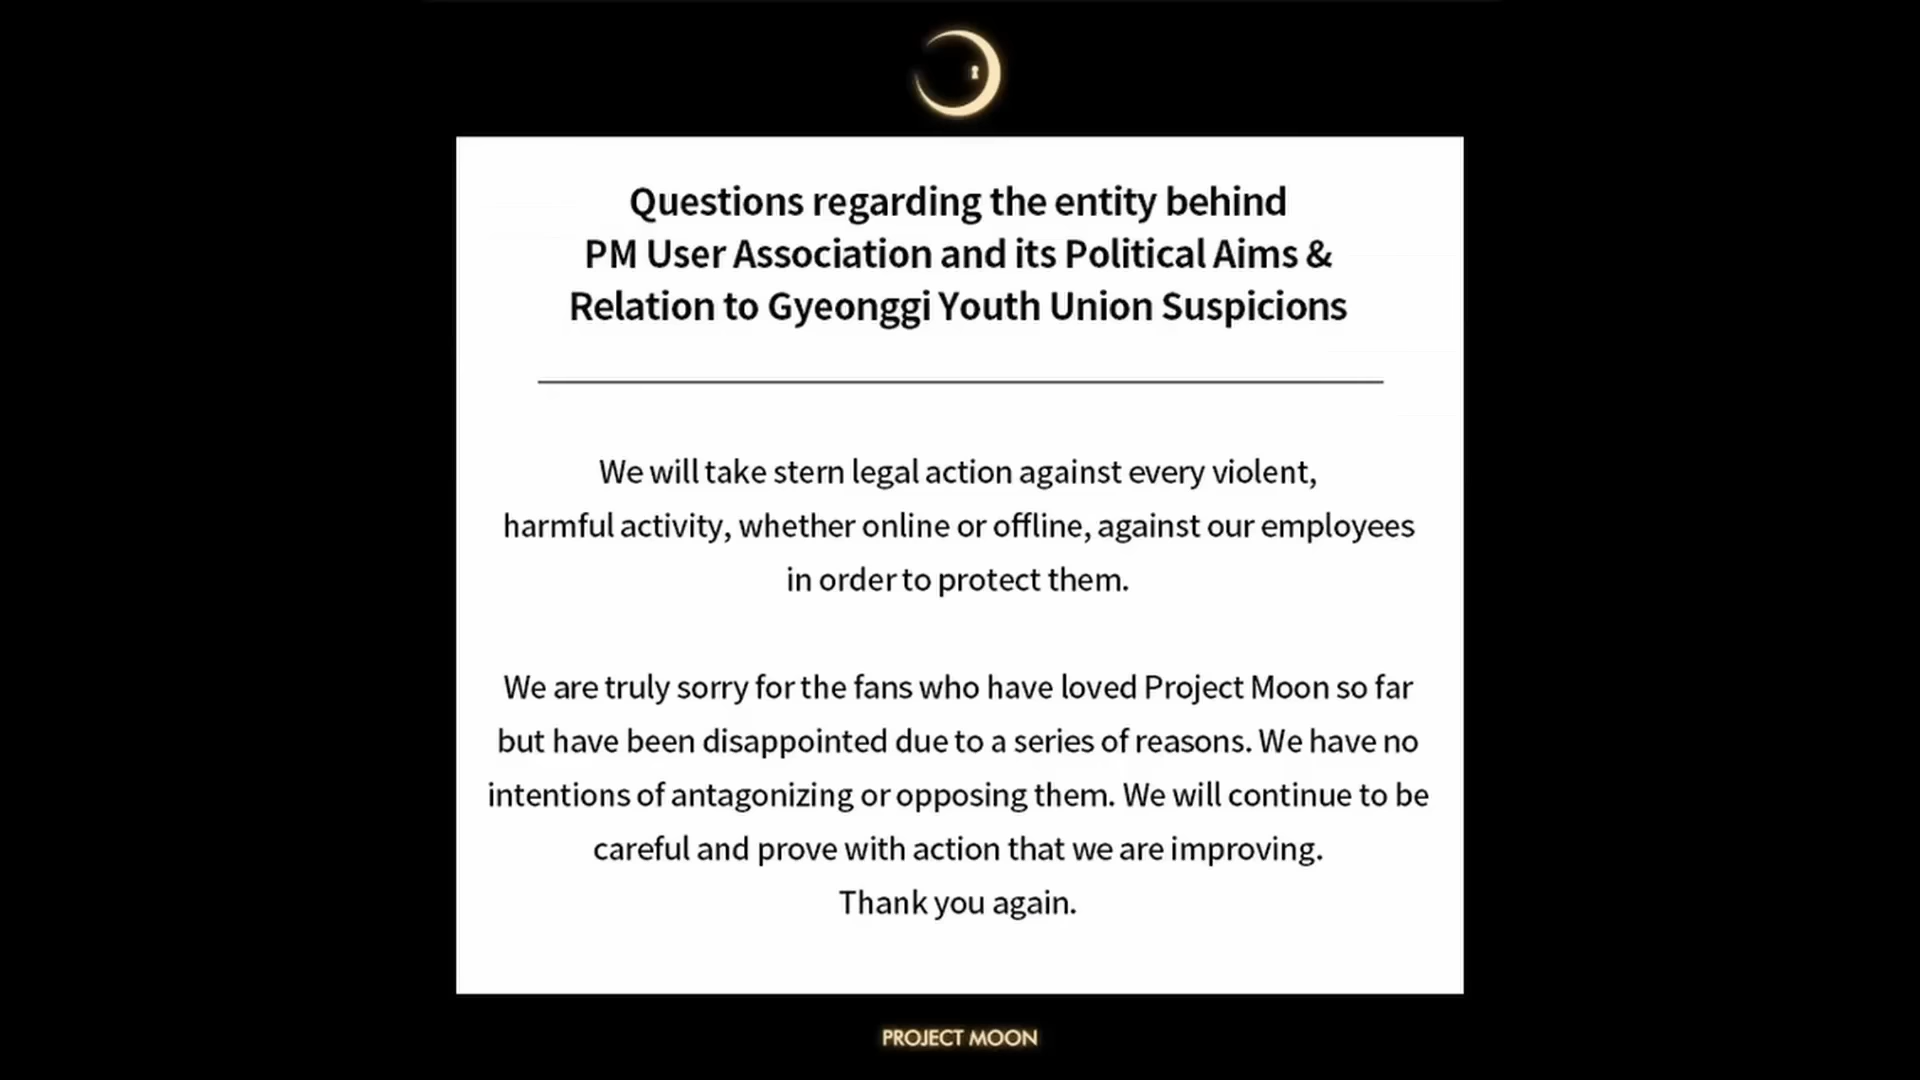 Questions regarding the entity behind
PM User Association and its Political Aims &
Relation to Gyeonggi Youth Union Suspicions
We will take stern legal action against every violent,
harmful activity, whether online or offline, against our employees
in order to protect them.
We are truly sorry for the fans who have loved Project Moon so far
but have been disappointed due to a series of reasons. We have no
intentions of antagonizing or opposing them. We will continue to be
careful and prove with action that we are improving.
Thank you again.
PROJECT MOON